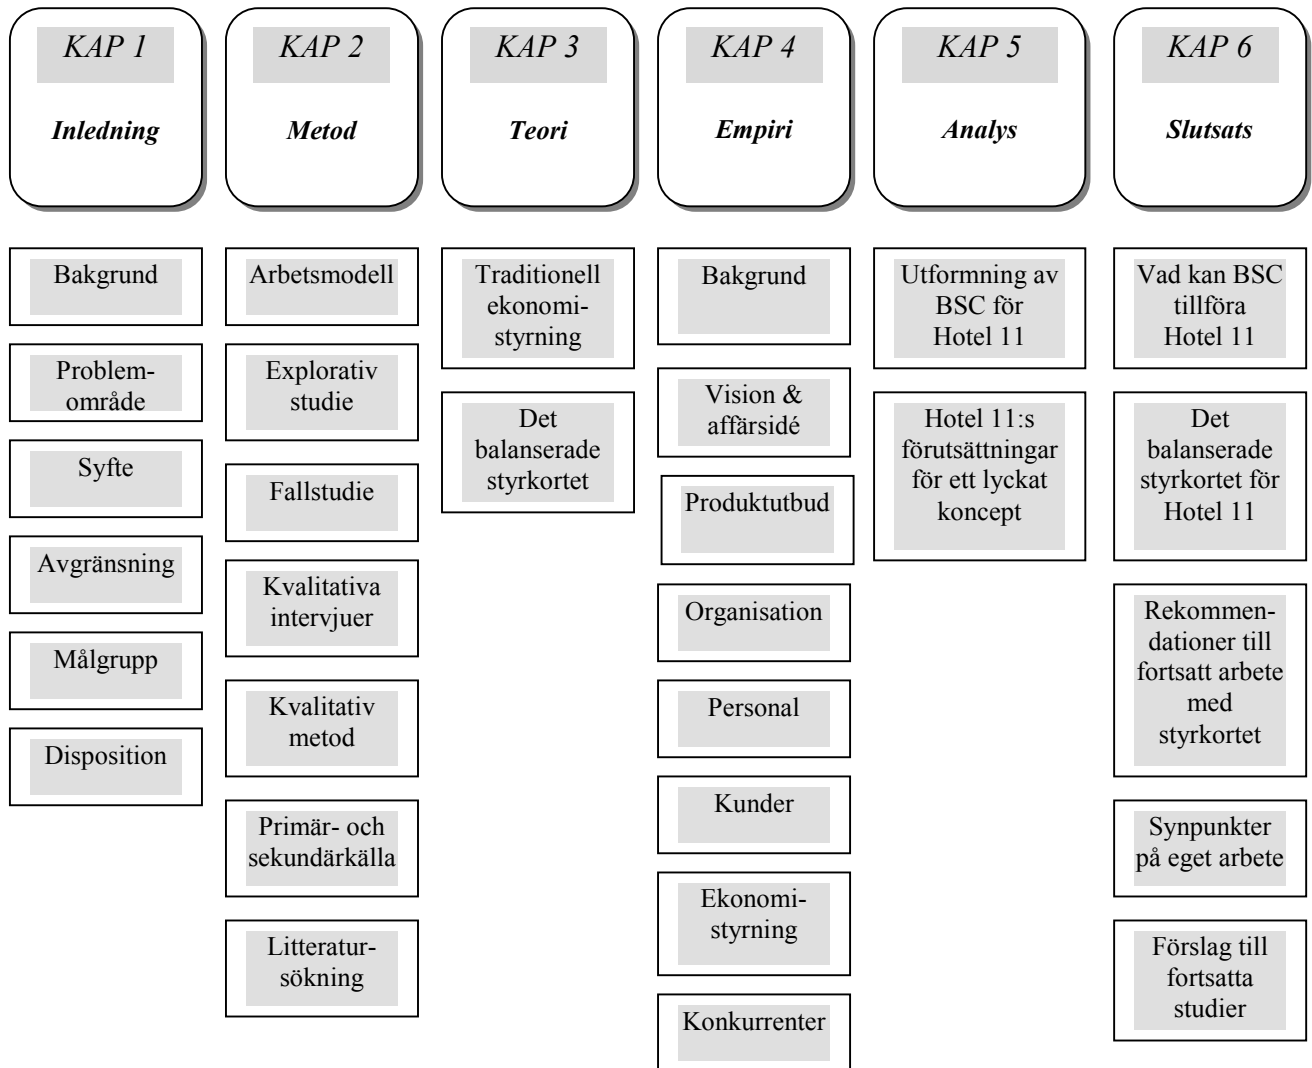 KAP 1
Inledning
Bakgrund
Problem-
område
Syfte
Avgränsning
Målgrupp
Disposition
KAP 2
Metod
Arbetsmodell
Explorativ
studie
Fallstudie
Kvalitativa
intervjuer
Kvalitativ
metod
Primär- och
sekundärkälla
Litteratur-
sökning
KAP 3
Teori
Traditionell
ekonomi-
styrning
Det
balanserade
styrkortet
KAP 4
Empiri
Bakgrund
Vision &
affärsidé
Produktutbud
Organisation
Personal
Kunder
Ekonomi-
styrning
Konkurrenter
KAP 5
Analys
Utformning av
BSC för
Hotel 11
Hotel 11:s
förutsättningar
för ett lyckat
koncept
KAP 6
Slutsats
Vad kan BSC
tillföra
Hotel 11
Det
balanserade
styrkortet för
Hotel 11
Rekommen-
dationer till
fortsatt arbete
med
styrkortet
Synpunkter
på eget arbete
Förslag till
fortsatta
studier